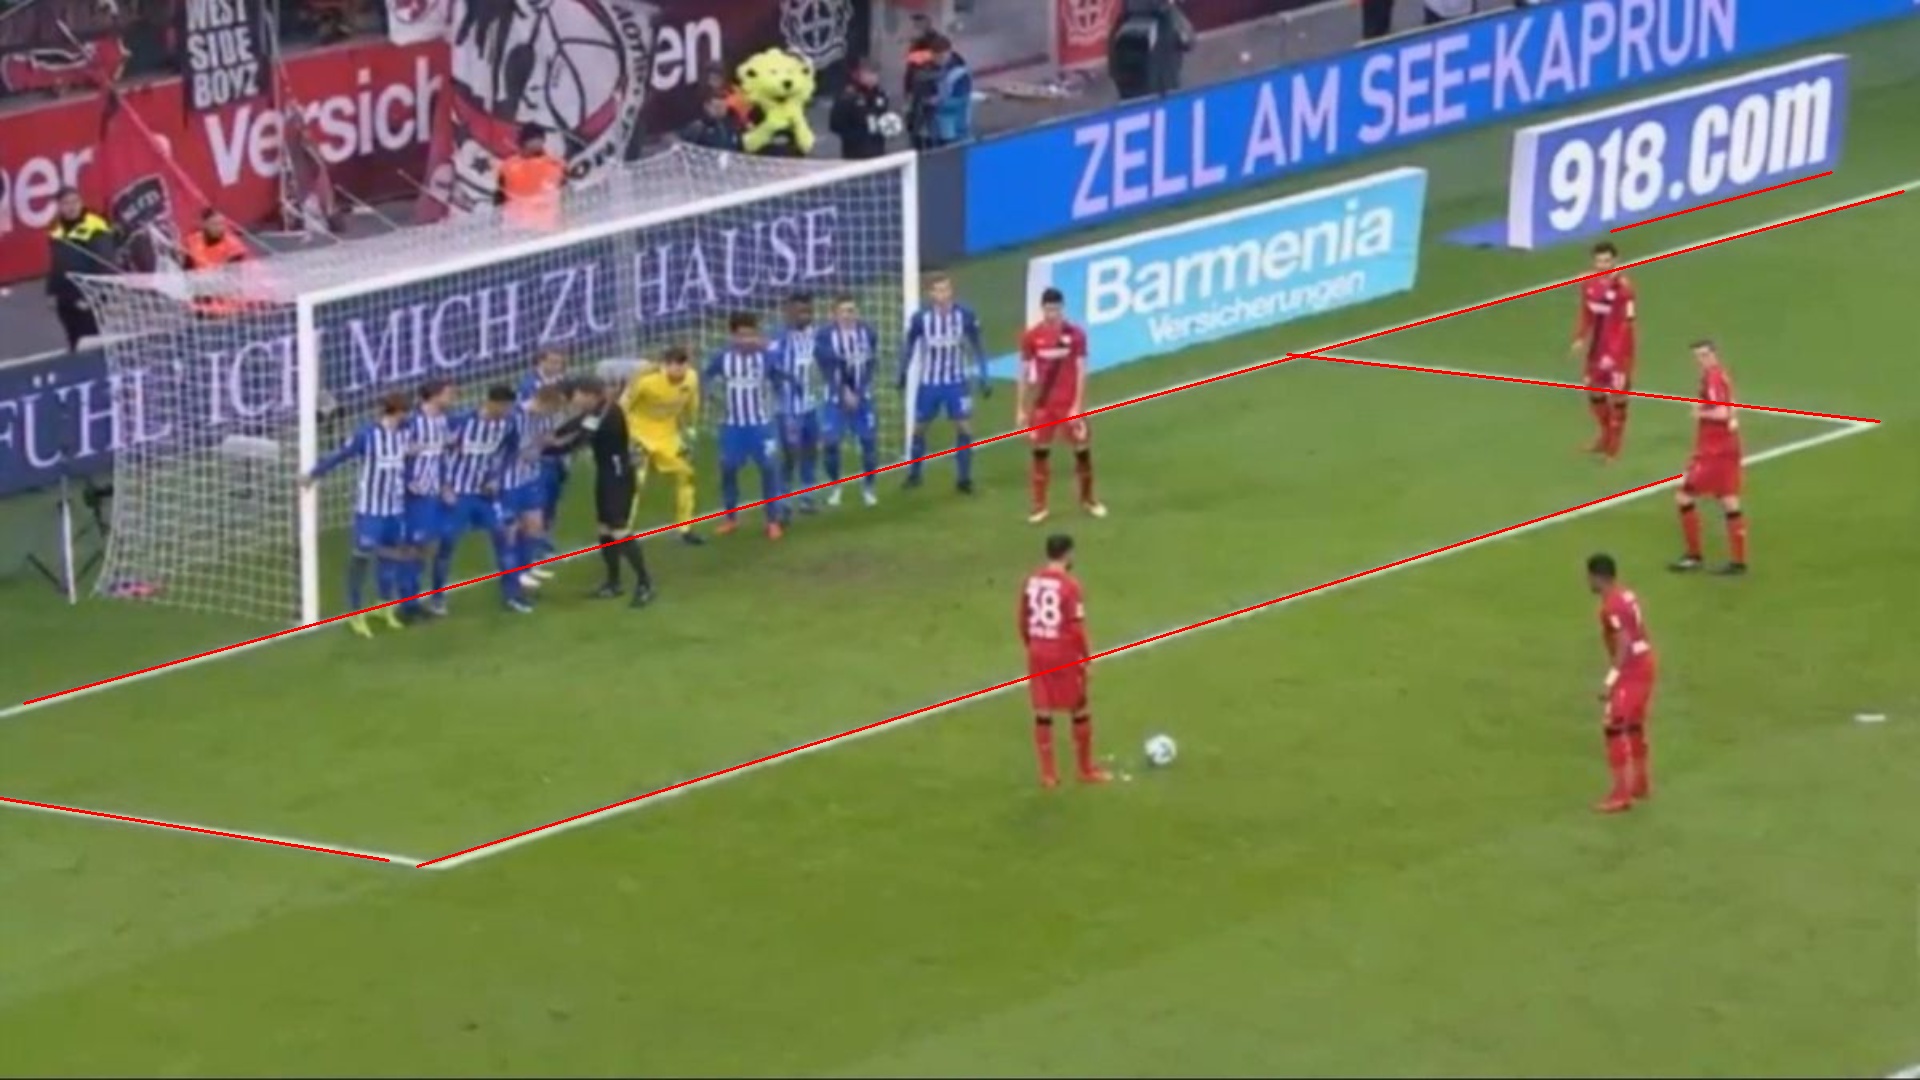 WEST
SIDE
BOYZ
Versich
en
ZELL AM SEE-KAPRUN
918.com
Barmenia
Versicherungen
FÜHL' ICH MICH ZU HAUSE
38